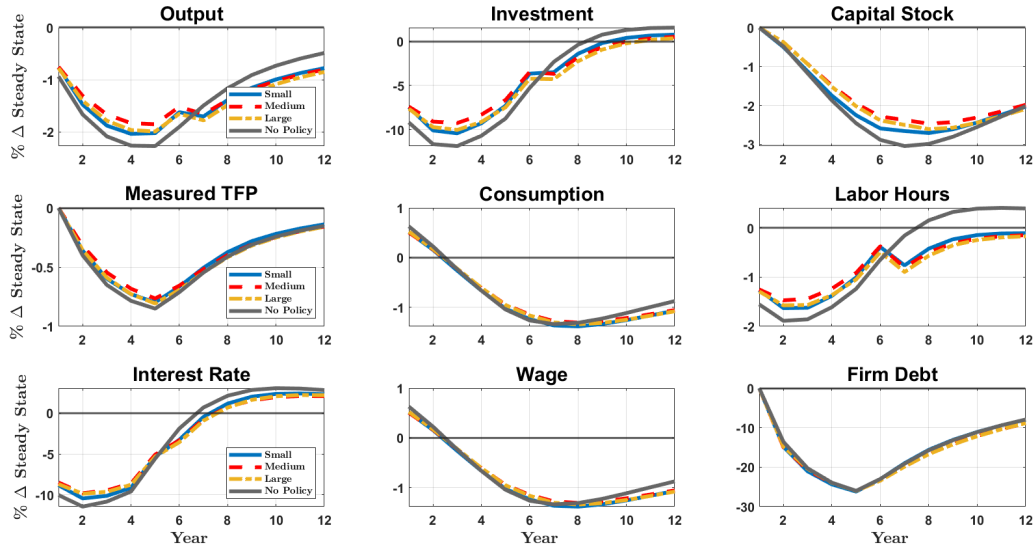 Output
Investment
Capital Stock
% Δ Steady State
0
-1
-2
2 4 6 8 10 12
Small
Medium
Large
No Policy
0
-5
-10
2 4 6 8 10 12
0
-1
-2
-3
2 4 6 8 10 12
Measured TFP
Consumption
Labor Hours
% Δ Steady State
0
-0.5
-1
2 4 6 8 10 12
Small
Medium
Large
No Policy
1
0
-1
2 4 6 8 10 12
0
-1
-2
2 4 6 8 10 12
Interest Rate
Wage
Firm Debt
% Δ Steady State
0
-5
-10
2 4 6 8 10 12
Year
Small
Medium
Large
No Policy
1
0
-1
2 4 6 8 10 12
Year
0
-10
-20
-30
2 4 6 8 10 12
Year